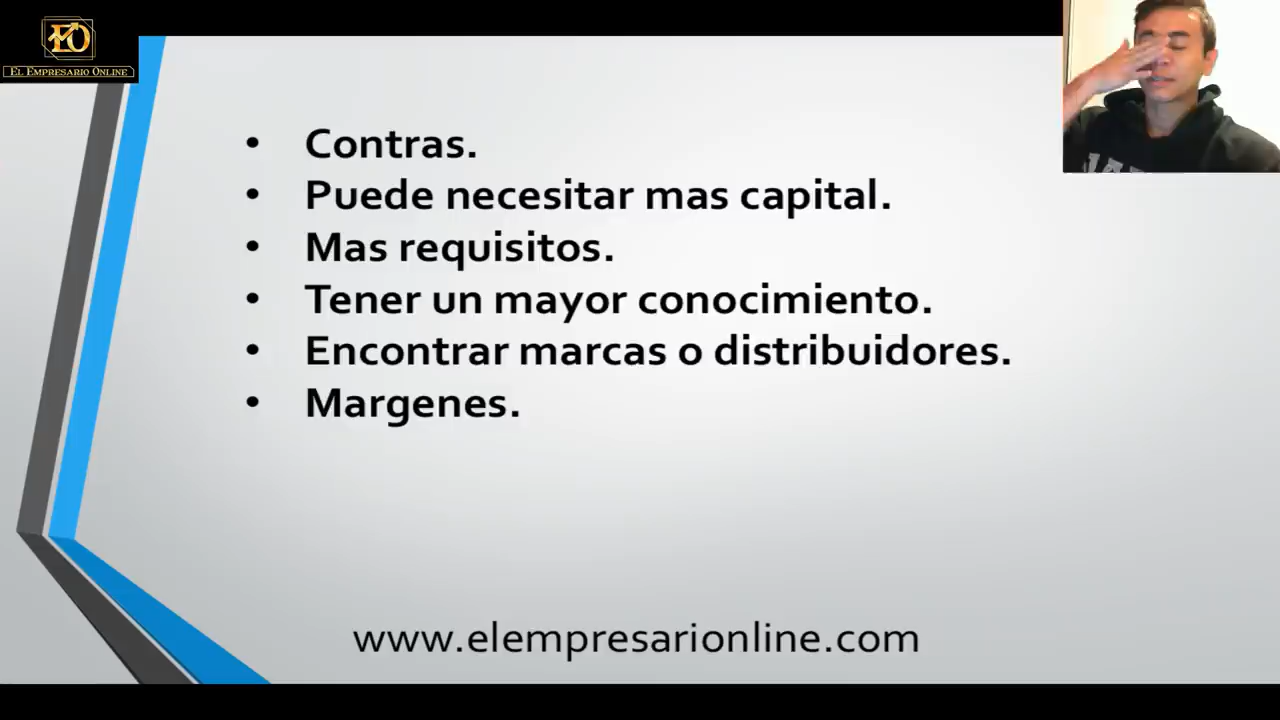 EO
EL EMPRESARIO ONLINE
• Contras.
• Puede necesitar mas capital.
• Mas requisitos.
• Tener un mayor conocimiento.
• Encontrar marcas o distribuidores.
• Margenes.
www.elempresarionline.com